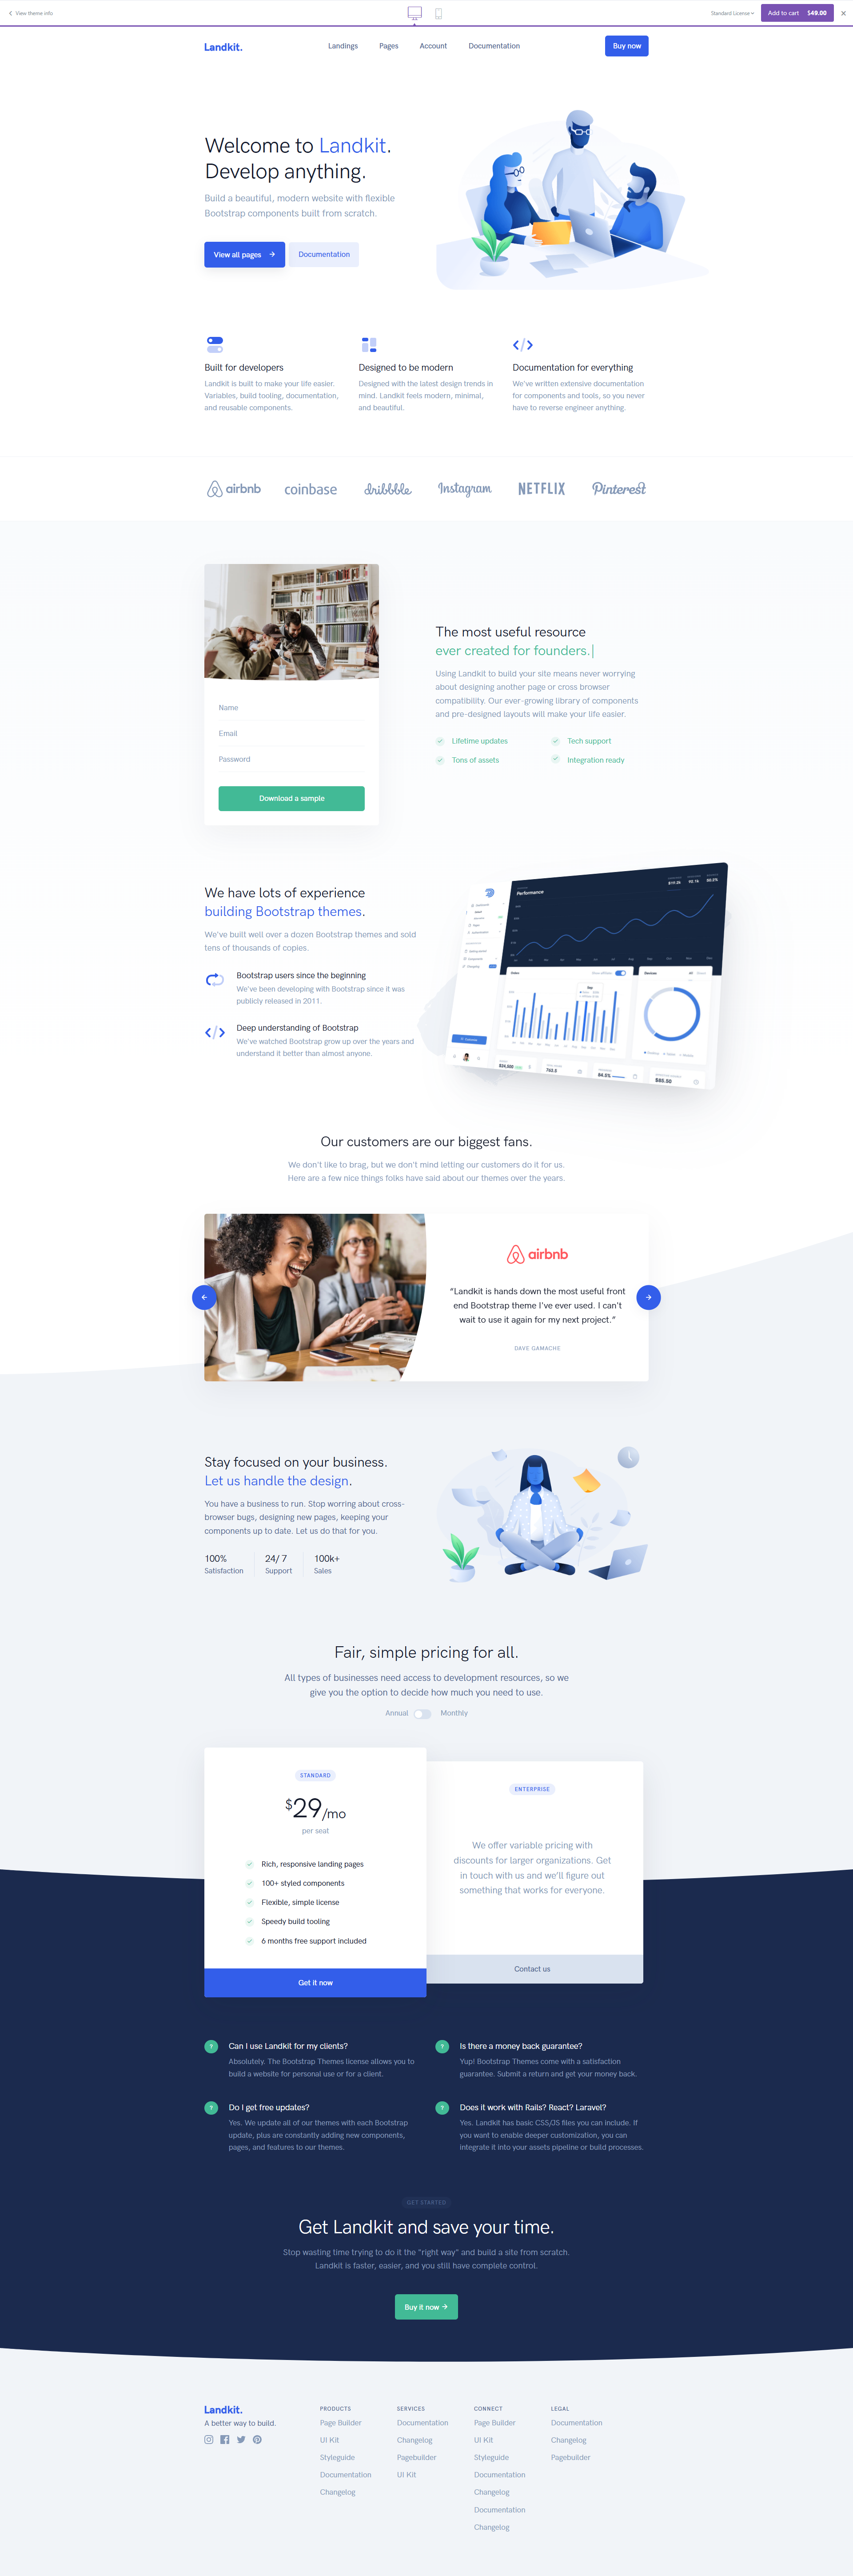 View theme info
Standard License
Add to cart $49.00
Landkit.
Landings Pages Account Documentation
Buy now
Welcome to Landkit.
Develop anything.
Build a beautiful, modern website with flexible
Bootstrap components built from scratch.
View all pages
Documentation
Built for developers
Landkit is built to make your life easier.
Variables, build tooling, documentation,
and reusable components.
Designed to be modern
Designed with the latest design trends in
mind. Landkit feels modern, minimal,
and beautiful.
Documentation for everything
We've written extensive documentation
for components and tools, so you never
have to reverse engineer anything.
airbnb coinbase dribbble Instagram NETFLIX Pinterest
Name
Email
Password
Download a sample
The most useful resource
ever created for founders.|
Using Landkit to build your site means never worrying
about designing another page or cross browser
compatibility. Our ever-growing library of components
and pre-designed layouts will make your life easier.
Lifetime updates
Tech support
Tons of assets
Integration ready
We have lots of experience
building Bootstrap themes.
We've built well over a dozen Bootstrap themes and sold
tens of thousands of copies.
Bootstrap users since the beginning
We've been developing with Bootstrap since it was
publicly released in 2011.
Deep understanding of Bootstrap
We've watched Bootstrap grow up over the years and
understand it better than almost anyone.
Performance
Our customers are our biggest fans.
We don't like to brag, but we don't mind letting our customers do it for us.
Here are a few nice things folks have said about our themes over the years.
airbnb
“Landkit is hands down the most useful front
end Bootstrap theme I've ever used. I can't
wait to use it again for my next project.”
DAVE GAMACHE
Stay focused on your business.
Let us handle the design.
You have a business to run. Stop worring about cross-
browser bugs, designing new pages, keeping your
components up to date. Let us do that for you.
100%
Satisfaction
24/ 7
Support
100k+
Sales
Fair, simple pricing for all.
All types of businesses need access to development resources, so we
give you the option to decide how much you need to use.
Annual Monthly
STANDARD
$29/mo
per seat
Rich, responsive landing pages
100+ styled components
Flexible, simple license
Speedy build tooling
6 months free support included
Get it now
ENTERPRISE
We offer variable pricing with
discounts for larger organizations. Get
in touch with us and we'll figure out
something that works for everyone.
Contact us
Can I use Landkit for my clients?
Absolutely. The Bootstrap Themes license allows you to
build a website for personal use or for a client.
Is there a money back guarantee?
Yup! Bootstrap Themes come with a satisfaction
guarantee. Submit a return and get your money back.
Do I get free updates?
Yes. We update all of our themes with each Bootstrap
update, plus are constantly adding new components,
pages, and features to our themes.
Does it work with Rails? React? Laravel?
Yes. Landkit has basic CSS/JS files you can include. If
you want to enable deeper customization, you can
integrate it into your assets pipeline or build processes.
GET STARTED
Get Landkit and save your time.
Stop wasting time trying to do it the "right way" and build a site from scratch.
Landkit is faster, easier, and you still have complete control.
Buy it now
Landkit.
A better way to build.
PRODUCTS
Page Builder
UI Kit
Styleguide
Documentation
Changelog
SERVICES
Documentation
Changelog
Pagebuilder
UI Kit
CONNECT
Page Builder
UI Kit
Styleguide
Documentation
Changelog
Documentation
Changelog
LEGAL
Documentation
Changelog
Pagebuilder